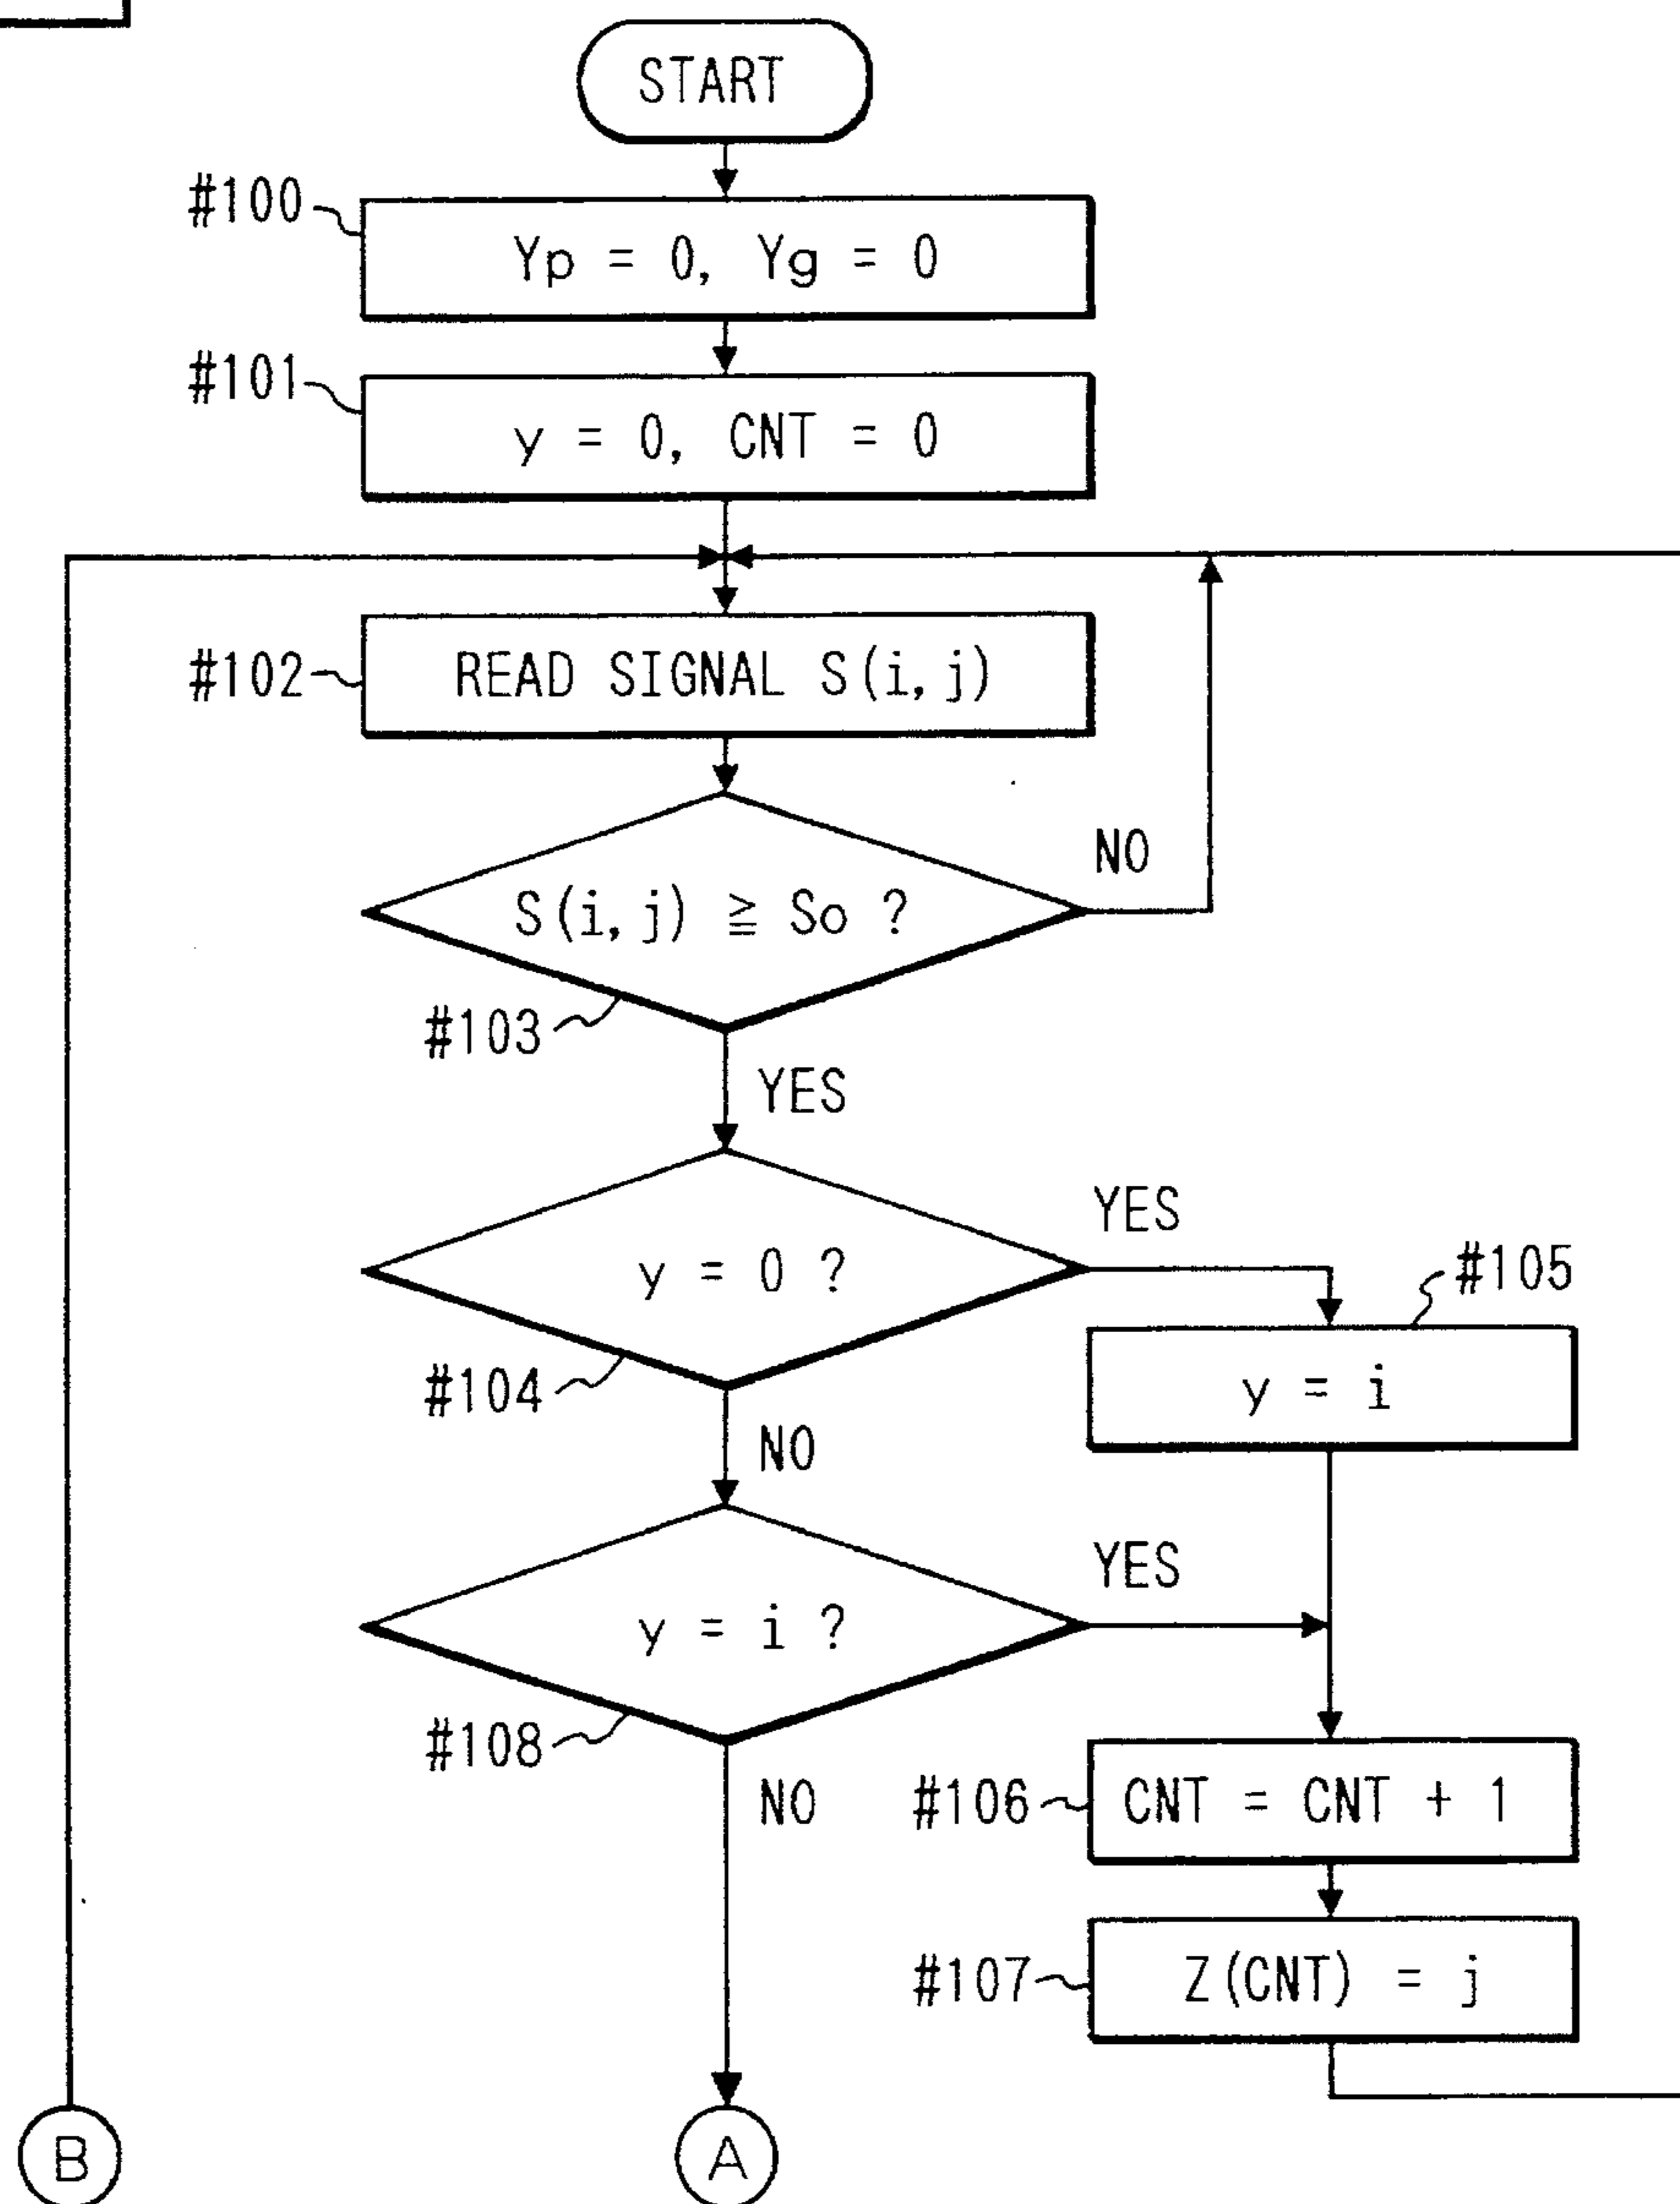 START
#100
Yp = 0, Yg = 0
#101
y = 0, CNT = 0
#102
READ SIGNAL S(i,j)
NO
S(i,j) ≧ So ?
#103
YES
YES
y = 0 ?
#105
#104
y = i
NO
YES
y = i ?
#108
NO
#106
CNT = CNT + 1
#107
Z(CNT) = j
B
A